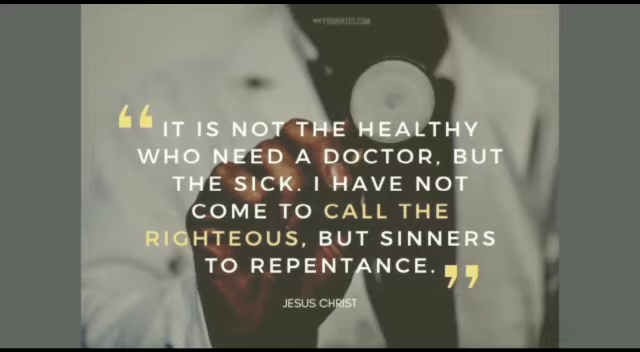 “ IT IS NOT THE HEALTHY
WHO NEED A DOCTOR, BUT
THE SICK. I HAVE NOT
COME TO CALL THE
RIGHTEOUS, BUT SINNERS
TO REPENTANCE. ”
JESUS CHRIST